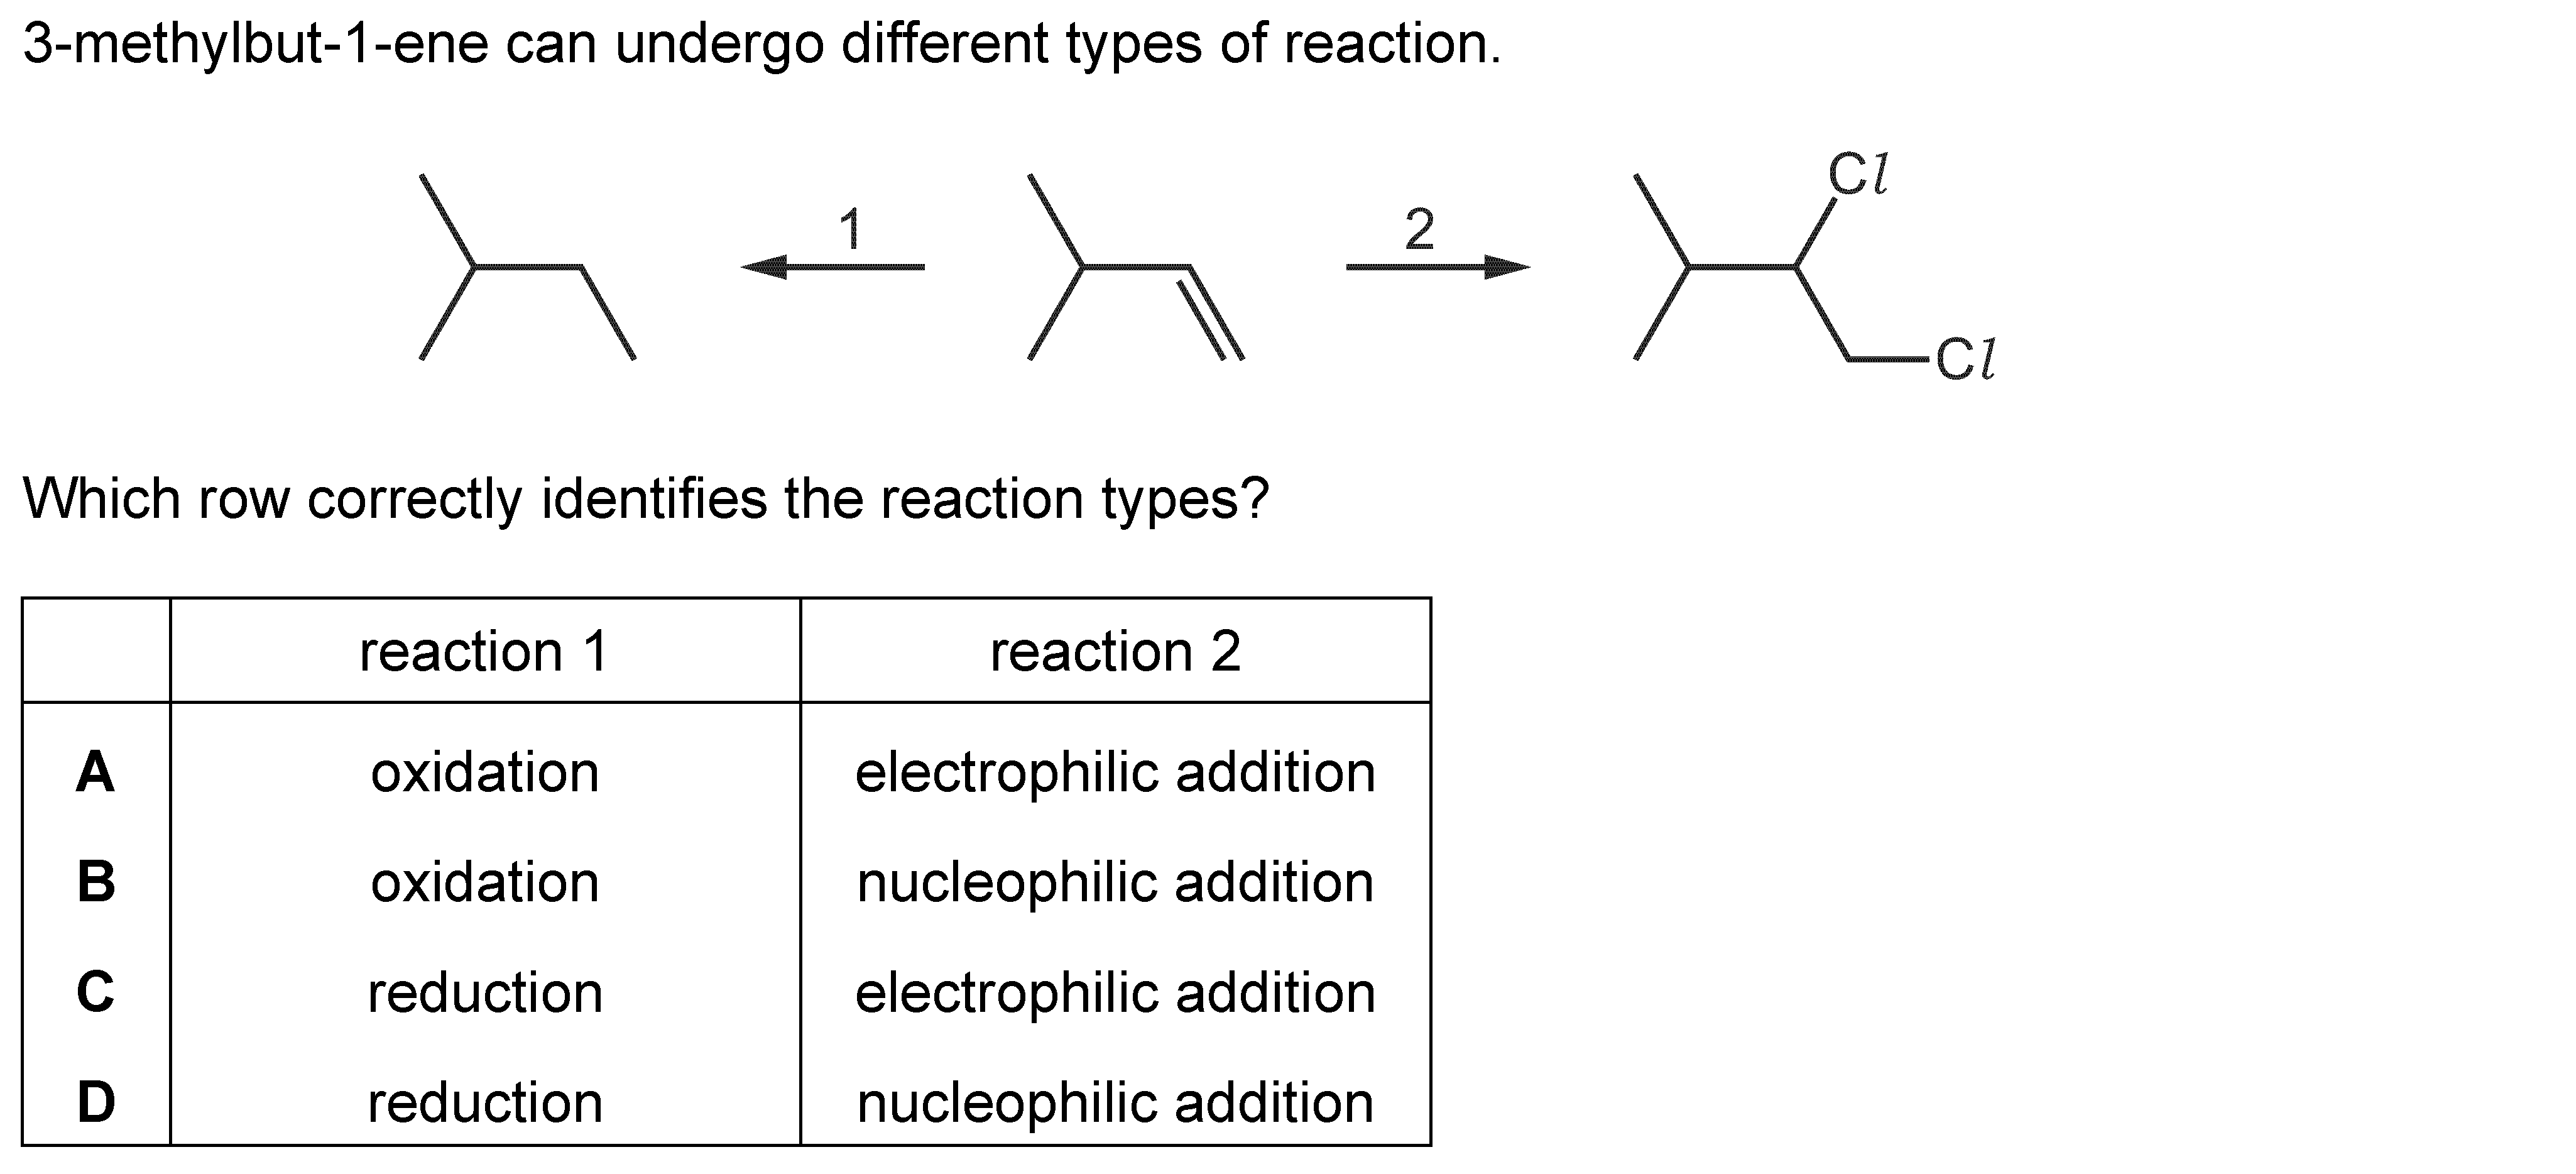 3-methylbut-1-ene can undergo different types of reaction.
Cl
1
2
Cl
Which row correctly identifies the reaction types?
reaction 1 reaction 2
A oxidation electrophilic addition
B oxidation nucleophilic addition
C reduction electrophilic addition
D reduction nucleophilic addition